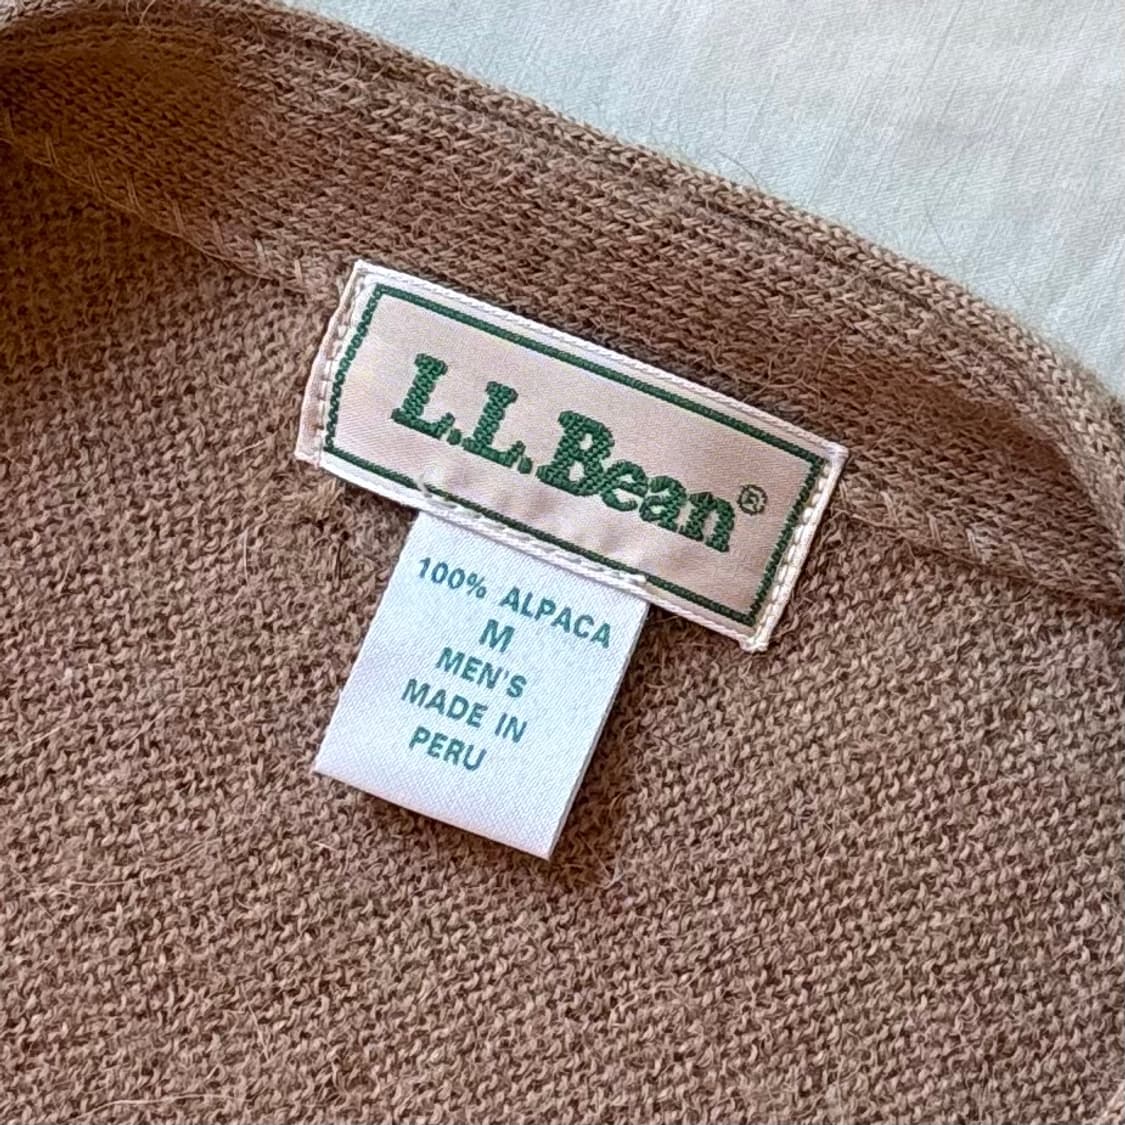 L.L.Bean®
100% ALPACA
M
MEN'S
MADE IN
PERU